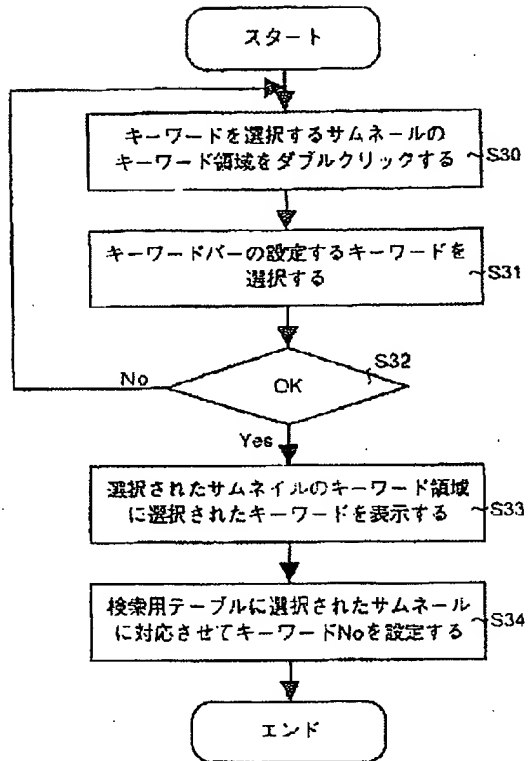 スタート
キーワードを選択するサムネールの
キーワード領域をダブルクリックする
S30
キーワードバーの設定するキーワードを
選択する
S31
S32
No
OK
Yes
選択されたサムネイルのキーワード領域
に選択されたキーワードを表示する
S33
検索用テーブルに選択されたサムネール
に対応させてキーワードNoを設定する
S34
エンド